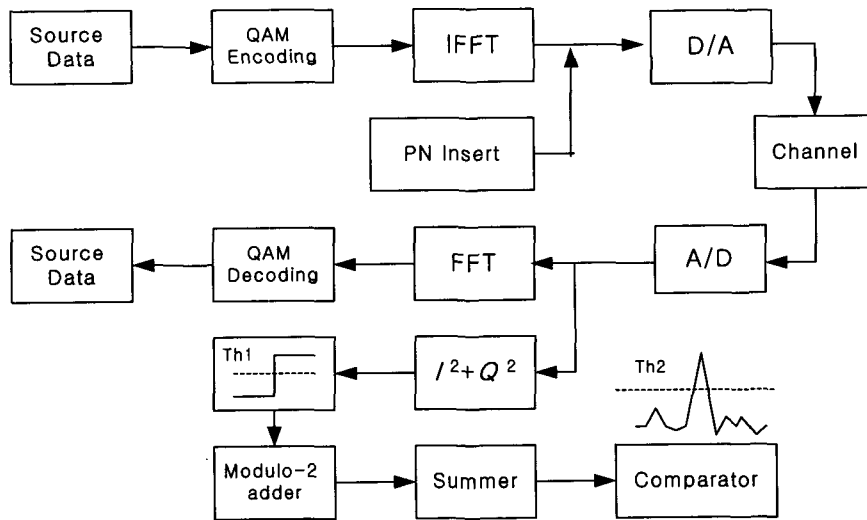 Source
Data
QAM
Encoding
IFFT
D/A
PN Insert
Channel
Source
Data
QAM
Decoding
FFT
A/D
Th1
I²+Q²
Th2
Modulo-2
adder
Summer
Comparator